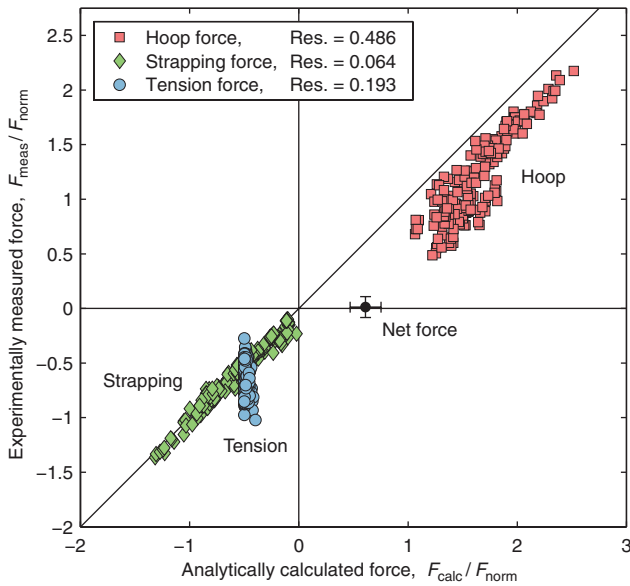 Hoop force, Res. = 0.486
Strapping force, Res. = 0.064
Tension force, Res. = 0.193
Experimentally measured force, F_meas / F_norm
2.5
2
1.5
1
0.5
0
−0.5
−1
−1.5
−2
Hoop
Net force
Strapping
Tension
−2 −1 0 1 2
Analytically calculated force, F_calc / F_norm